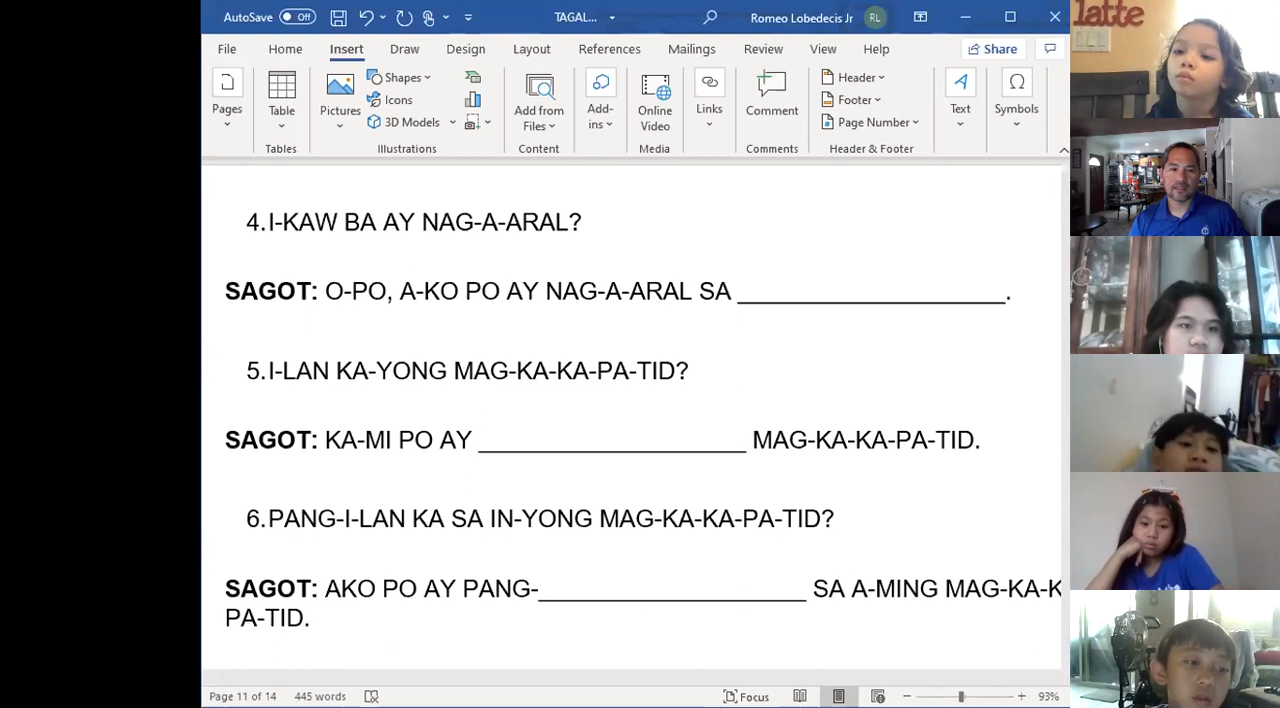 AutoSave Off TAGAL... Romeo Lobedecis Jr RL
File Home Insert Draw Design Layout References Mailings Review View Help Share
Pages Table Pictures Shapes Icons 3D Models Add from Files Add-ins Online Video Links Comment Header Footer Page Number Text Symbols
Tables Illustrations Content Media Comments Header & Footer
4. I-KAW BA AY NAG-A-ARAL?
SAGOT: O-PO, A-KO PO AY NAG-A-ARAL SA ____________________.
5. I-LAN KA-YONG MAG-KA-KA-PA-TID?
SAGOT: KA-MI PO AY ____________________ MAG-KA-KA-PA-TID.
6. PANG-I-LAN KA SA IN-YONG MAG-KA-KA-PA-TID?
SAGOT: AKO PO AY PANG-____________________ SA A-MING MAG-KA-K
PA-TID.
Page 11 of 14 445 words Focus 93%
latte